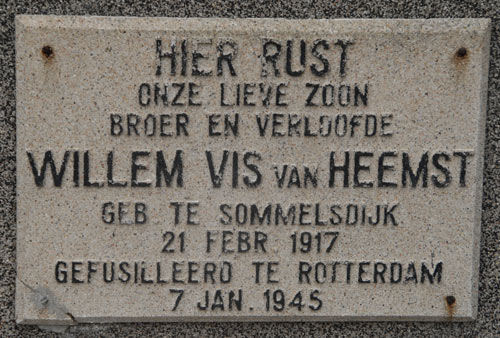 HIER RUST
ONZE LIEVE ZOON
BROER EN VERLOOFDE
WILLEM VIS VAN HEEMST
GEB TE SOMMELSDIJK
21 FEBR 1917
GEFUSILLEERD TE ROTTERDAM
7 JAN. 1945